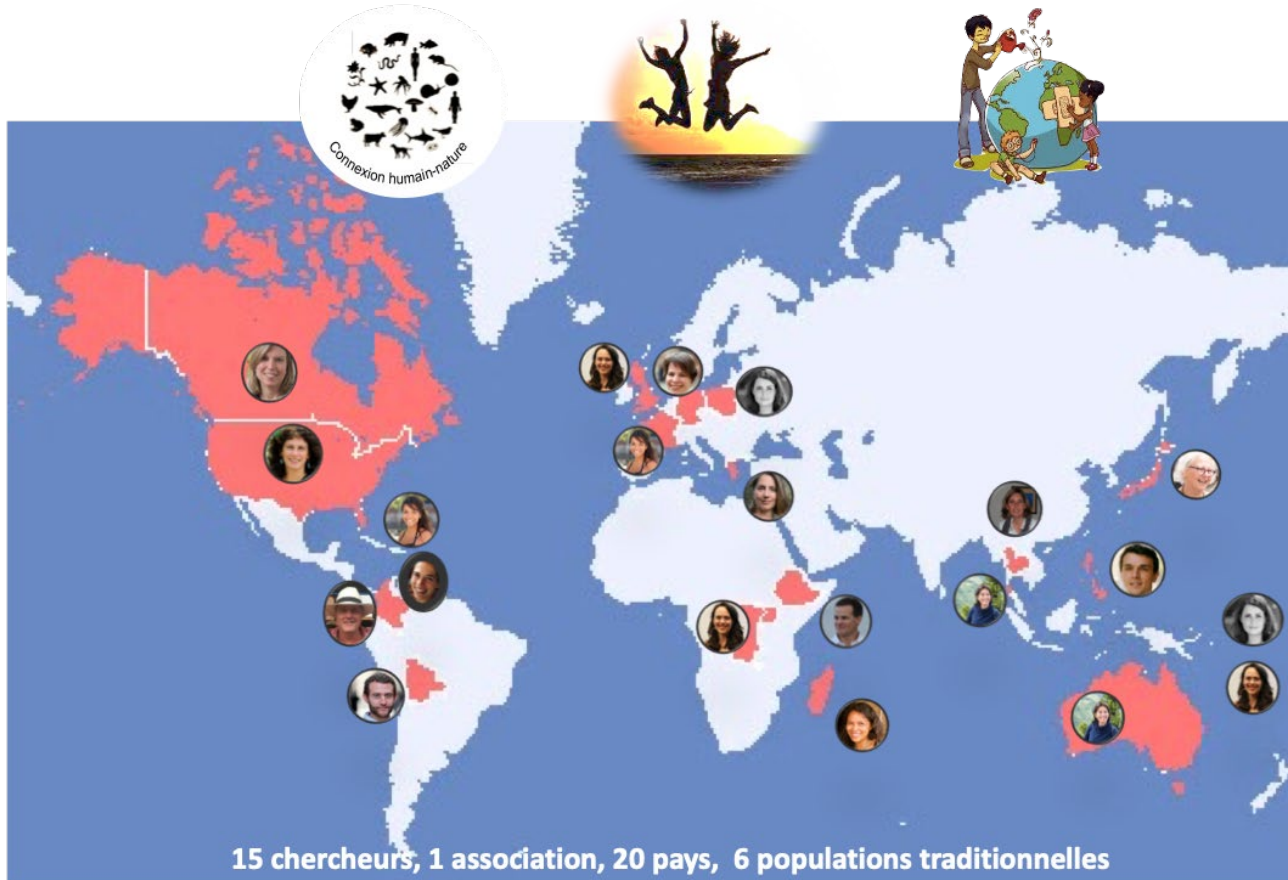 Connexion humain-nature
15 chercheurs, 1 association, 20 pays, 6 populations traditionnelles